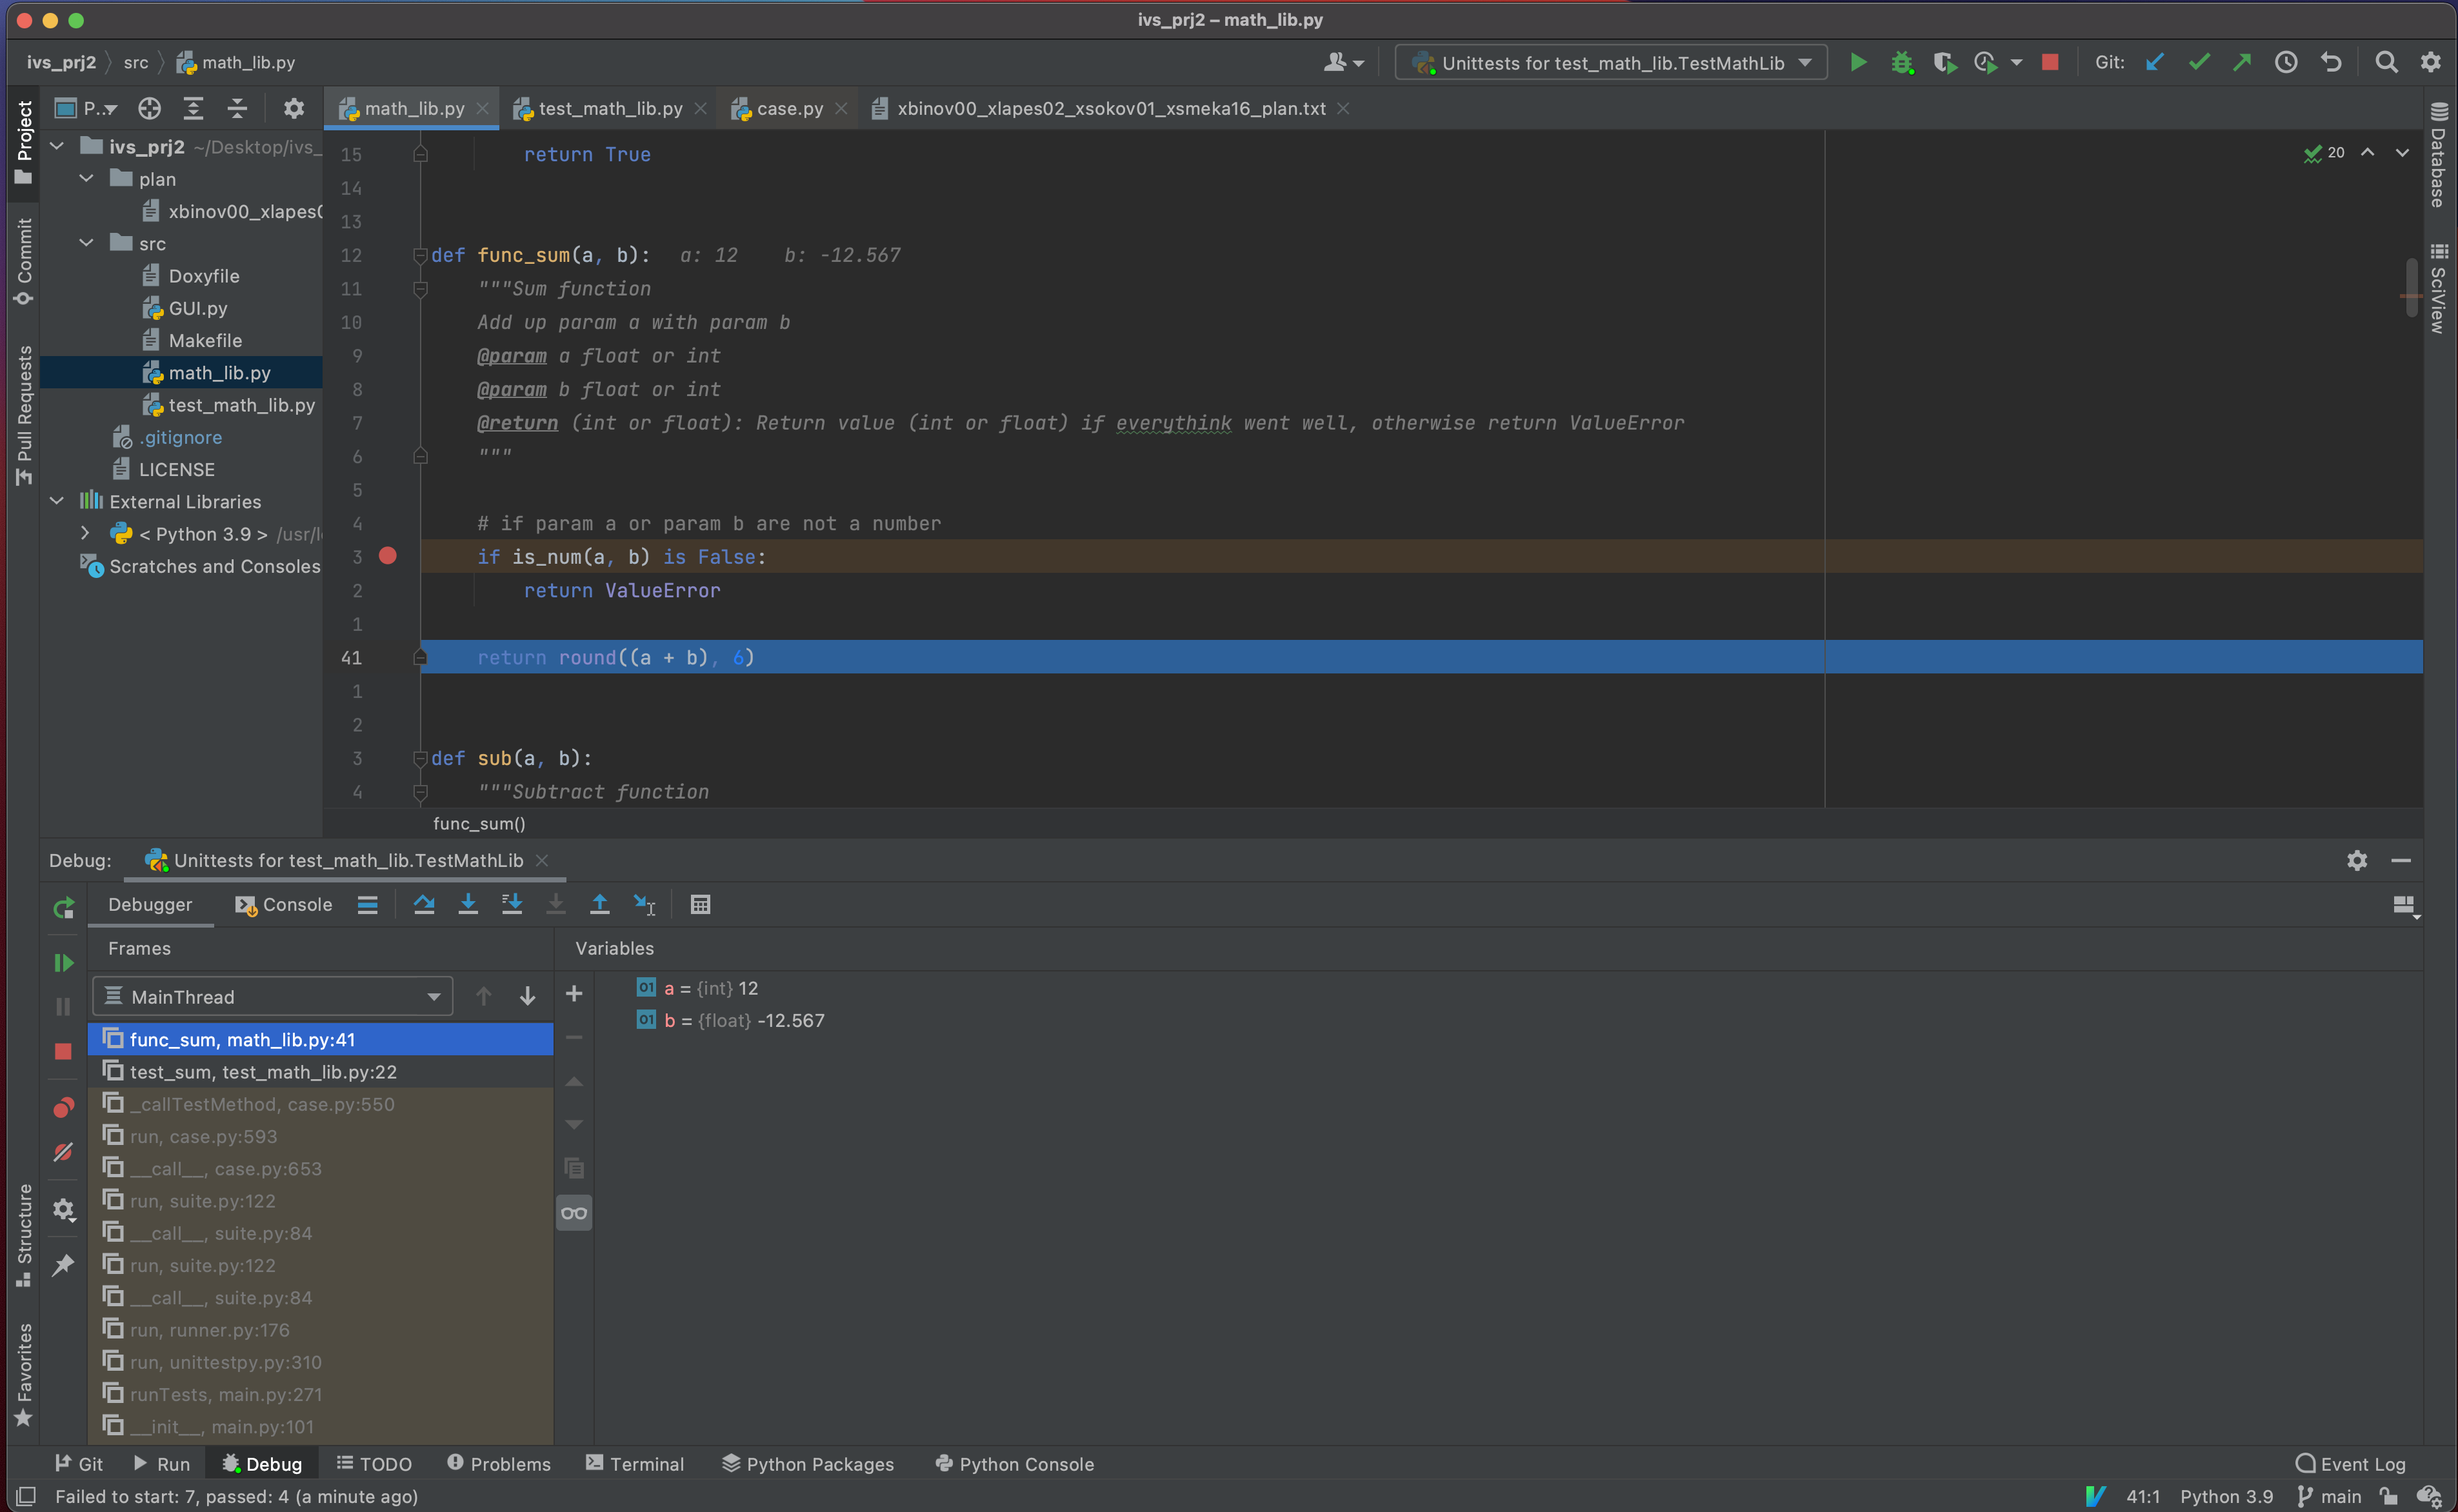 ivs_prj2 – math_lib.py
ivs_prj2 src math_lib.py
Unittests for test_math_lib.TestMathLib
Git:
P..
math_lib.py
test_math_lib.py
case.py
xbinov00_xlapes02_xsokov01_xsmeka16_plan.txt
Project
Commit
Pull Requests
Structure
Favorites
ivs_prj2 ~/Desktop/ivs_
plan
xbinov00_xlapes0
src
Doxyfile
GUI.py
Makefile
math_lib.py
test_math_lib.py
.gitignore
LICENSE
External Libraries
< Python 3.9 > /usr/l
Scratches and Consoles
15 return True
14
13
12 def func_sum(a, b): a: 12 b: -12.567
11 """Sum function
10 Add up param a with param b
9 @param a float or int
8 @param b float or int
7 @return (int or float): Return value (int or float) if everythink went well, otherwise return ValueError
6 """
5
4 # if param a or param b are not a number
3 if is_num(a, b) is False:
2 return ValueError
1
41 return round((a + b), 6)
1
2
3 def sub(a, b):
4 """Subtract function
20
Database
SciView
func_sum()
Debug: Unittests for test_math_lib.TestMathLib
Debugger Console
Frames
MainThread
func_sum, math_lib.py:41
test_sum, test_math_lib.py:22
_callTestMethod, case.py:550
run, case.py:593
__call__, case.py:653
run, suite.py:122
__call__, suite.py:84
run, suite.py:122
__call__, suite.py:84
run, runner.py:176
run, unittestpy.py:310
runTests, main.py:271
__init__, main.py:101
Variables
01 a = {int} 12
01 b = {float} -12.567
Git Run Debug TODO Problems Terminal Python Packages Python Console Event Log
Failed to start: 7, passed: 4 (a minute ago) 41:1 Python 3.9 main